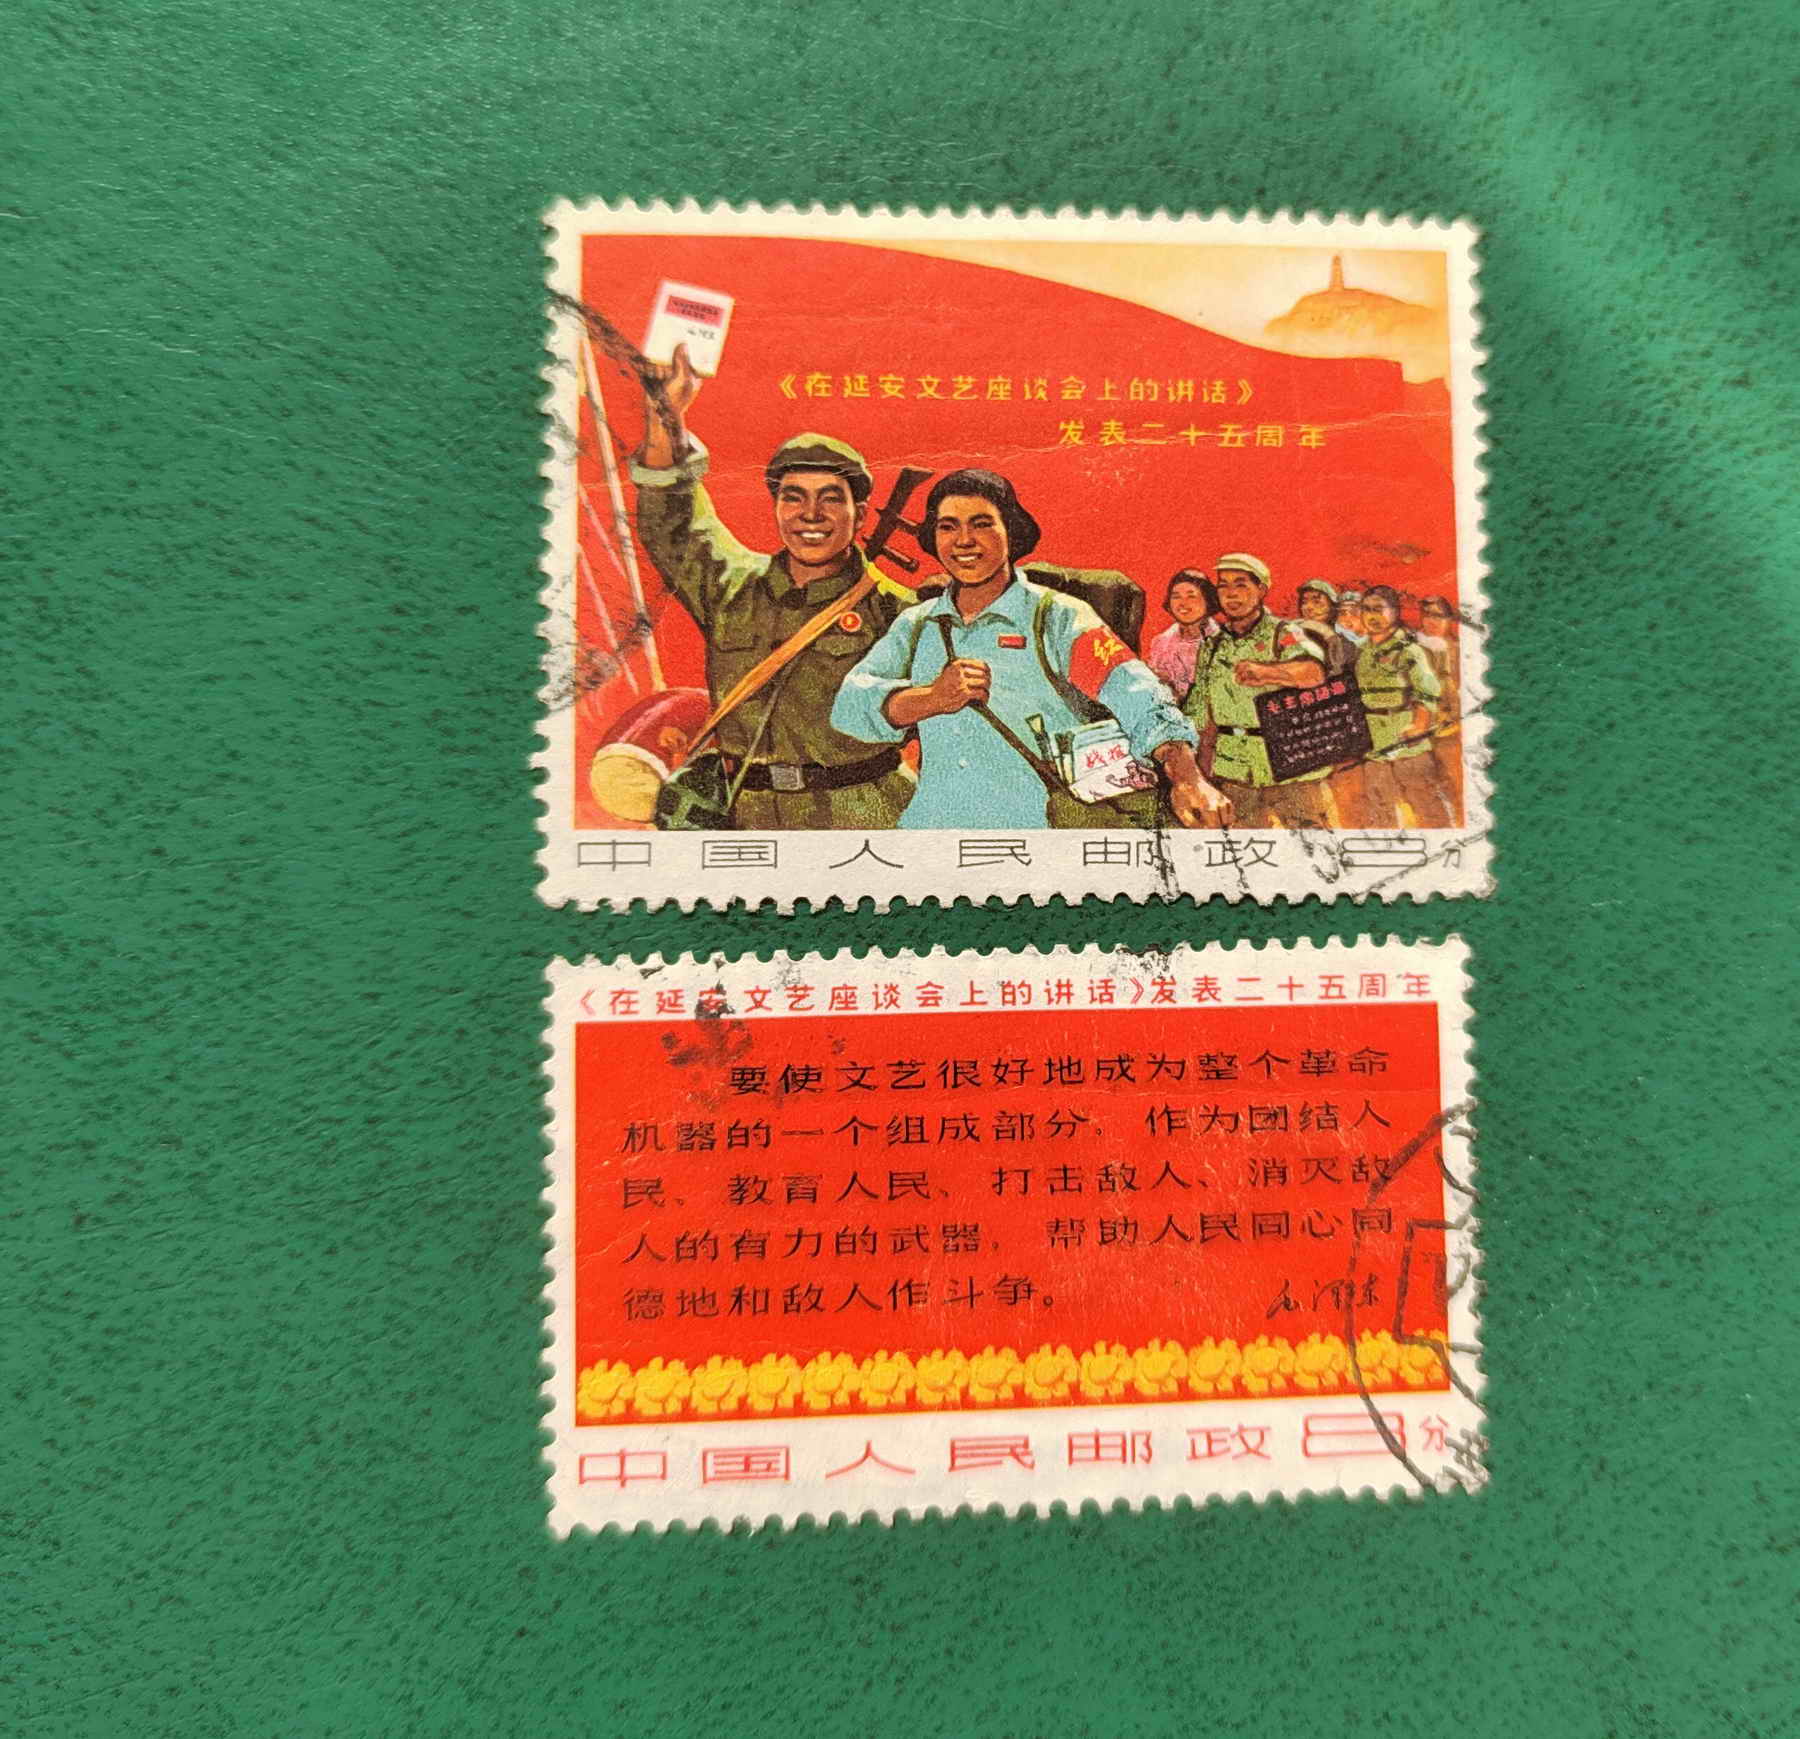 《在延安文艺座谈会上的讲话》
发表二十五周年
红
战报
中国人民邮政8分
《在延安文艺座谈会上的讲话》发表二十五周年
要使文艺很好地成为整个革命
机器的一个组成部分，作为团结人
民、教育人民、打击敌人、消灭敌
人的有力的武器，帮助人民同心同
德地和敌人作斗争。
毛泽东
中国人民邮政8分